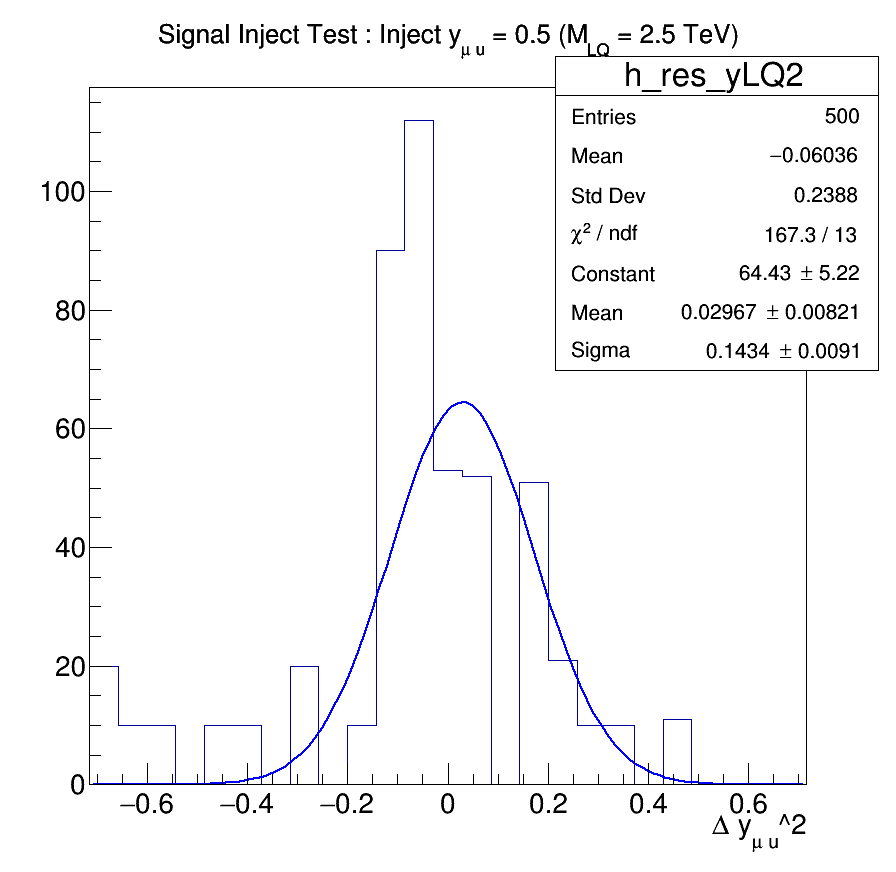 Signal Inject Test : Inject y_μ u = 0.5 (M_LQ = 2.5 TeV)
h_res_yLQ2
Entries 500
Mean −0.06036
Std Dev 0.2388
χ² / ndf 167.3 / 13
Constant 64.43 ± 5.22
Mean 0.02967 ± 0.00821
Sigma 0.1434 ± 0.0091
100
80
60
40
20
0
−0.6 −0.4 −0.2 0 0.2 0.4 0.6
Δ y_μ u^2